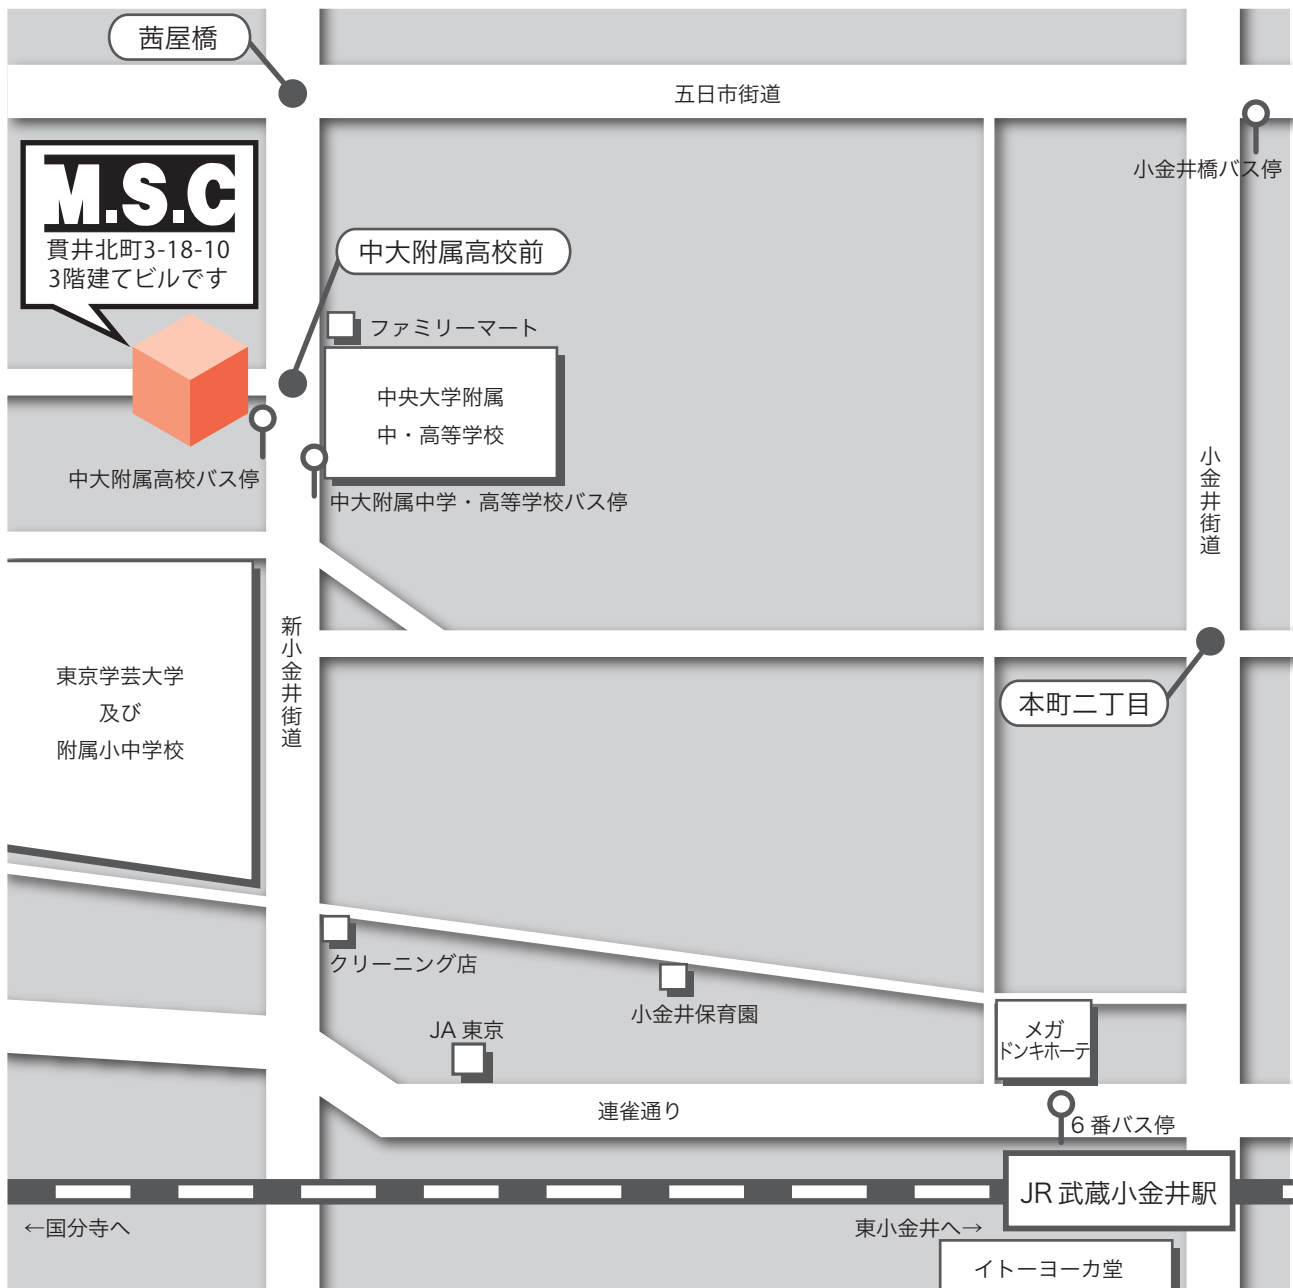 茜屋橋
五日市街道
小金井橋バス停
M.S.C
貫井北町3-18-10
3階建てビルです
中大附属高校前
ファミリーマート
中央大学附属
中・高等学校
中大附属高校バス停
中大附属中学・高等学校バス停
小金井街道
新小金井街道
東京学芸大学
及び
附属小中学校
本町二丁目
クリーニング店
小金井保育園
JA 東京
メガ
ドンキホーテ
連雀通り
6 番バス停
JR 武蔵小金井駅
←国分寺へ
東小金井へ→
イトーヨーカ堂